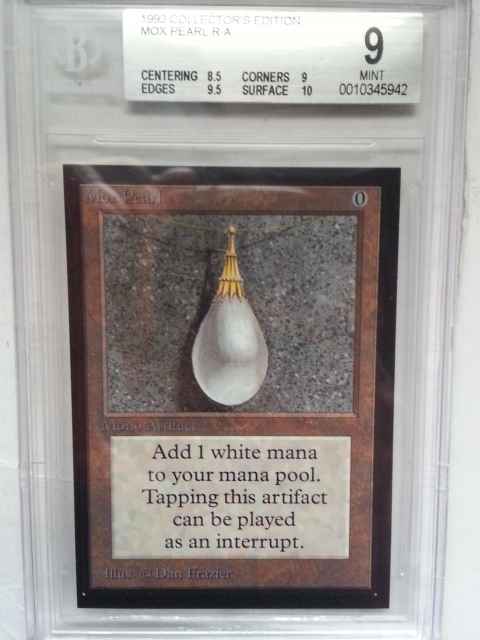 1993 COLLECTOR'S EDITION
MOX PEARL R A
9
MINT
CENTERING 8.5 CORNERS 9
EDGES 9.5 SURFACE 10
0010345942
B
Mox Pearl
0
Mono Artifact
Add 1 white mana
to your mana pool.
Tapping this artifact
can be played
as an interrupt.
Illus. © Dan Frazier